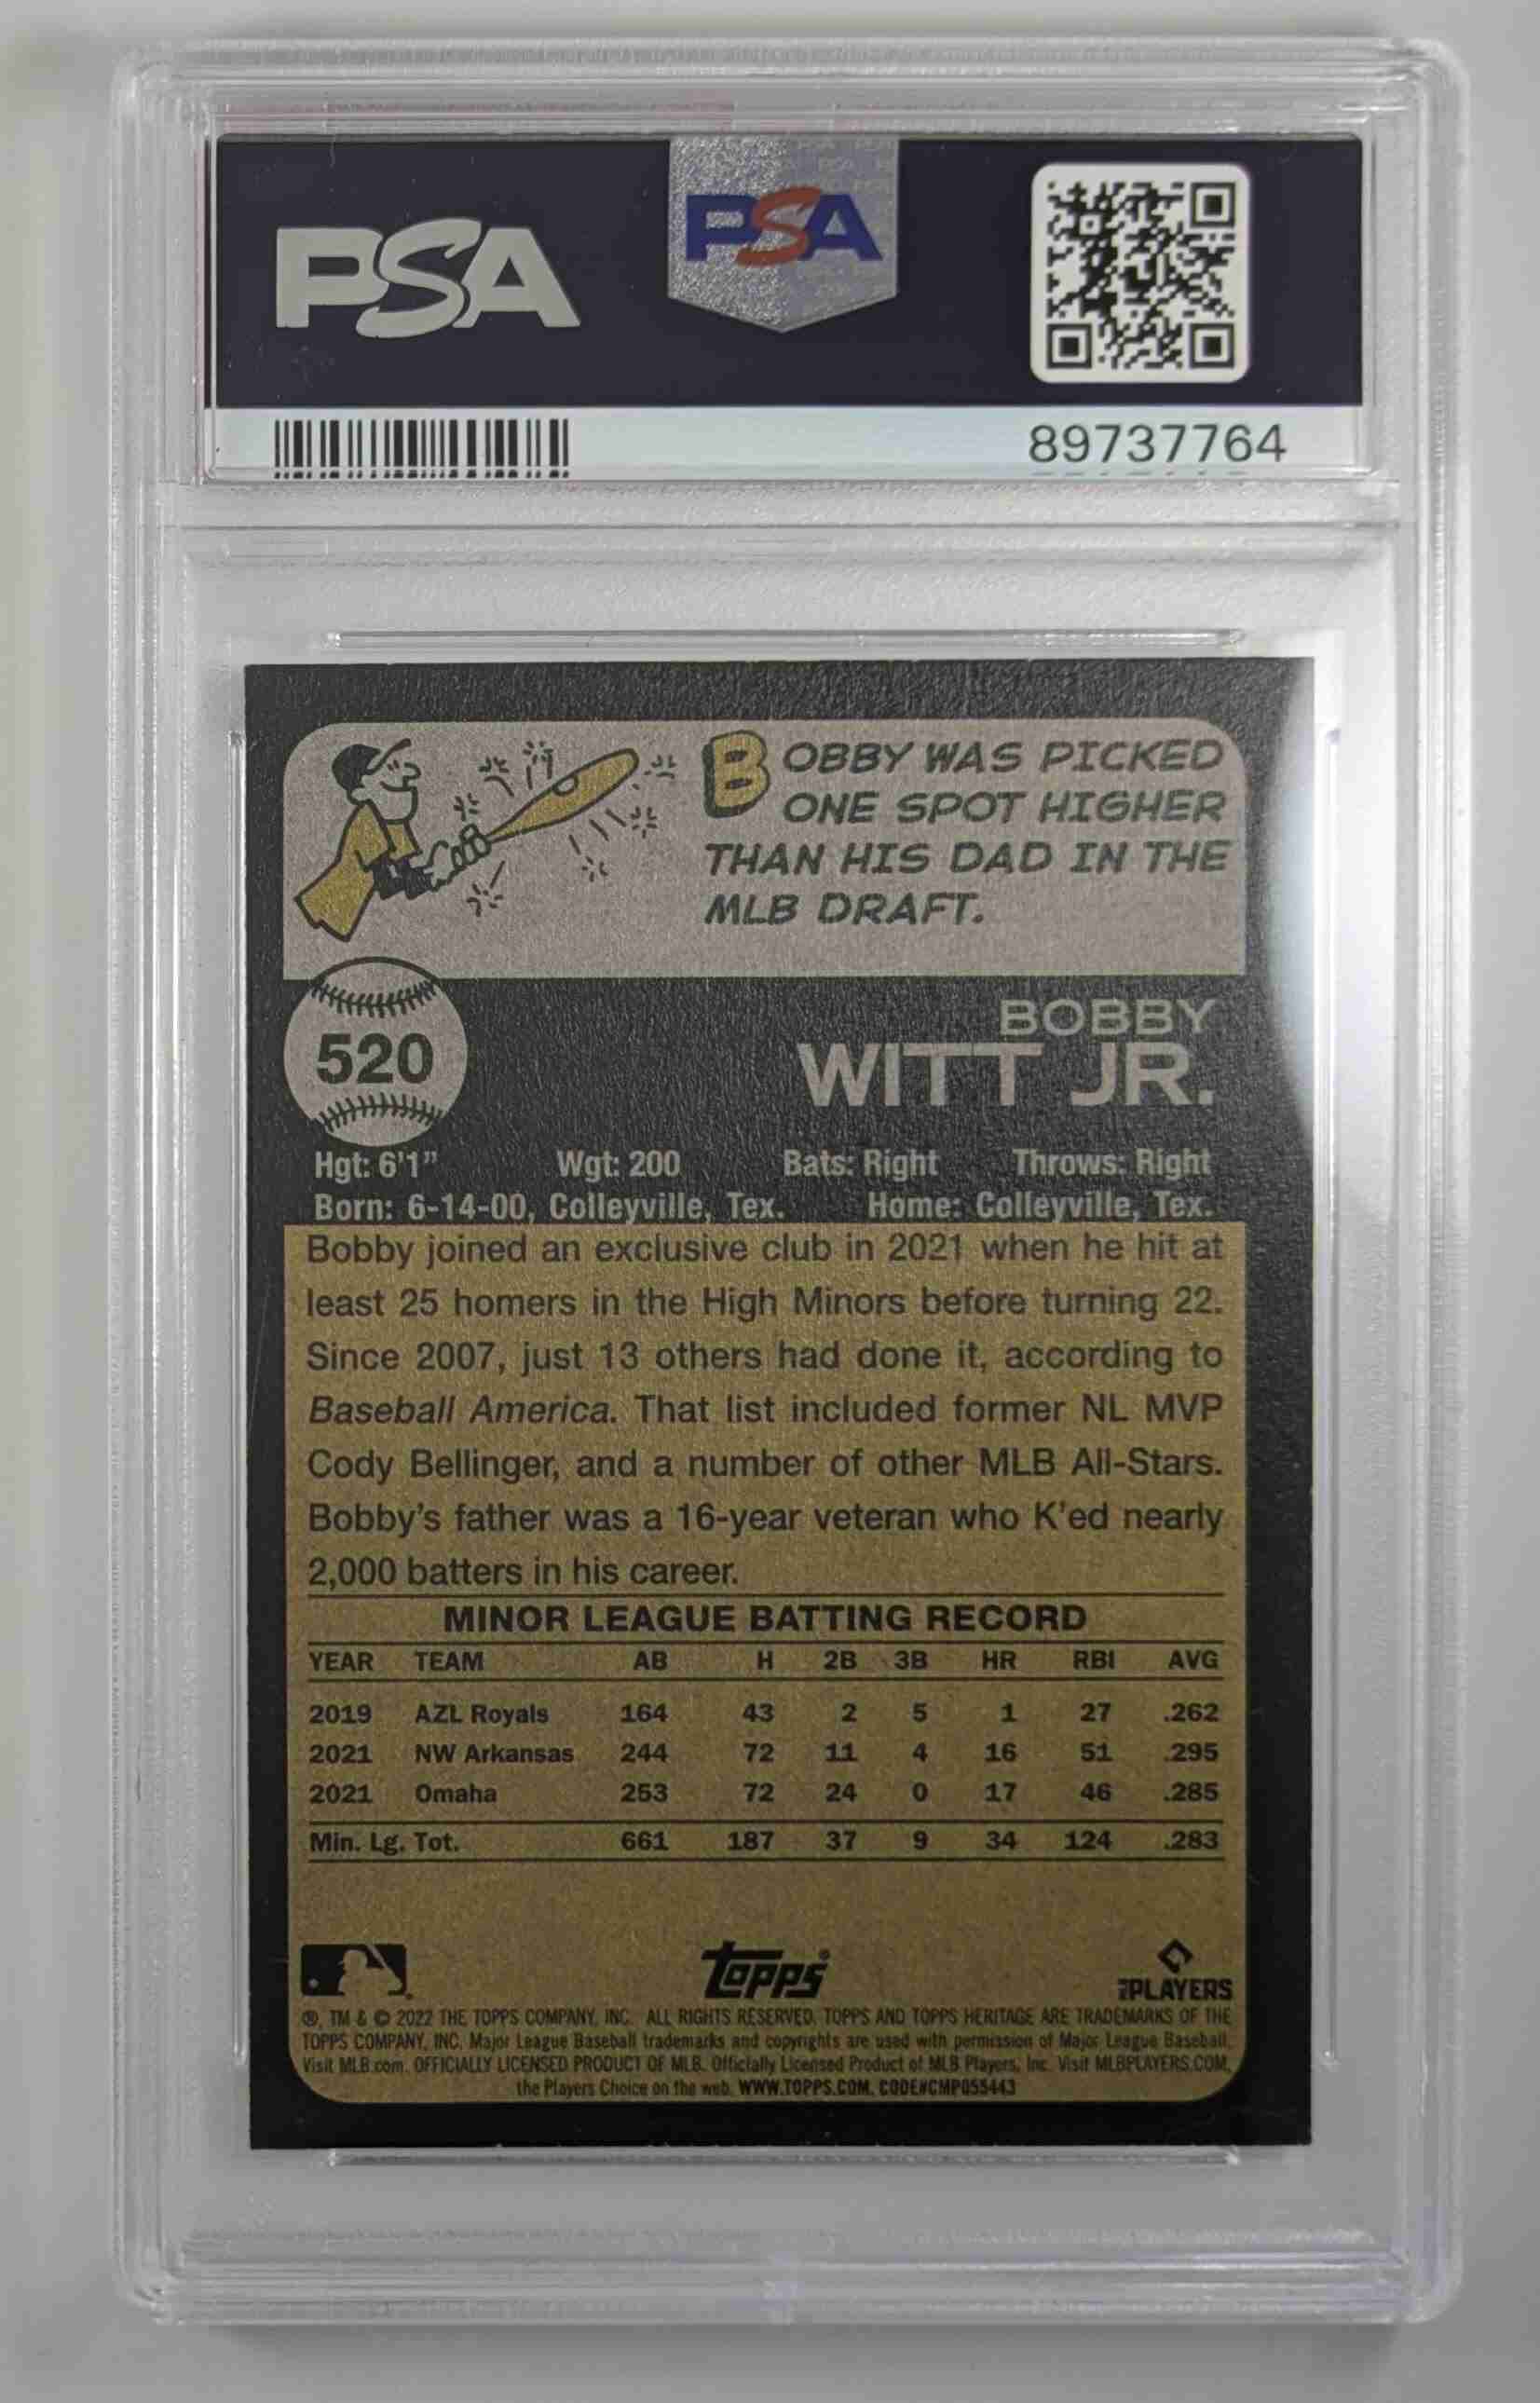 PSA
PSA
89737764
BOBBY WAS PICKED
ONE SPOT HIGHER
THAN HIS DAD IN THE
MLB DRAFT.
520
BOBBY
WITT JR.
Hgt: 6'1" Wgt: 200 Bats: Right Throws: Right
Born: 6-14-00, Colleyville, Tex. Home: Colleyville, Tex.
Bobby joined an exclusive club in 2021 when he hit at
least 25 homers in the High Minors before turning 22.
Since 2007, just 13 others had done it, according to
Baseball America. That list included former NL MVP
Cody Bellinger, and a number of other MLB All-Stars.
Bobby's father was a 16-year veteran who K'ed nearly
2,000 batters in his career.
MINOR LEAGUE BATTING RECORD
YEAR TEAM AB H 2B 3B HR RBI AVG
2019 AZL Royals 164 43 2 5 1 27 .262
2021 NW Arkansas 244 72 11 4 16 51 .295
2021 Omaha 253 72 24 0 17 46 .285
Min. Lg. Tot. 661 187 37 9 34 124 .283
Topps®
PLAYERS
®, TM & © 2022 THE TOPPS COMPANY, INC. ALL RIGHTS RESERVED. TOPPS AND TOPPS HERITAGE ARE TRADEMARKS OF THE
TOPPS COMPANY, INC. Major League Baseball trademarks and copyrights are used with permission of Major League Baseball.
Visit MLB.com. OFFICIALLY LICENSED PRODUCT OF MLB. Officially Licensed Product of MLB Players, Inc. Visit MLBPLAYERS.COM,
the Players Choice on the web. WWW.TOPPS.COM. CODE#CMP055443